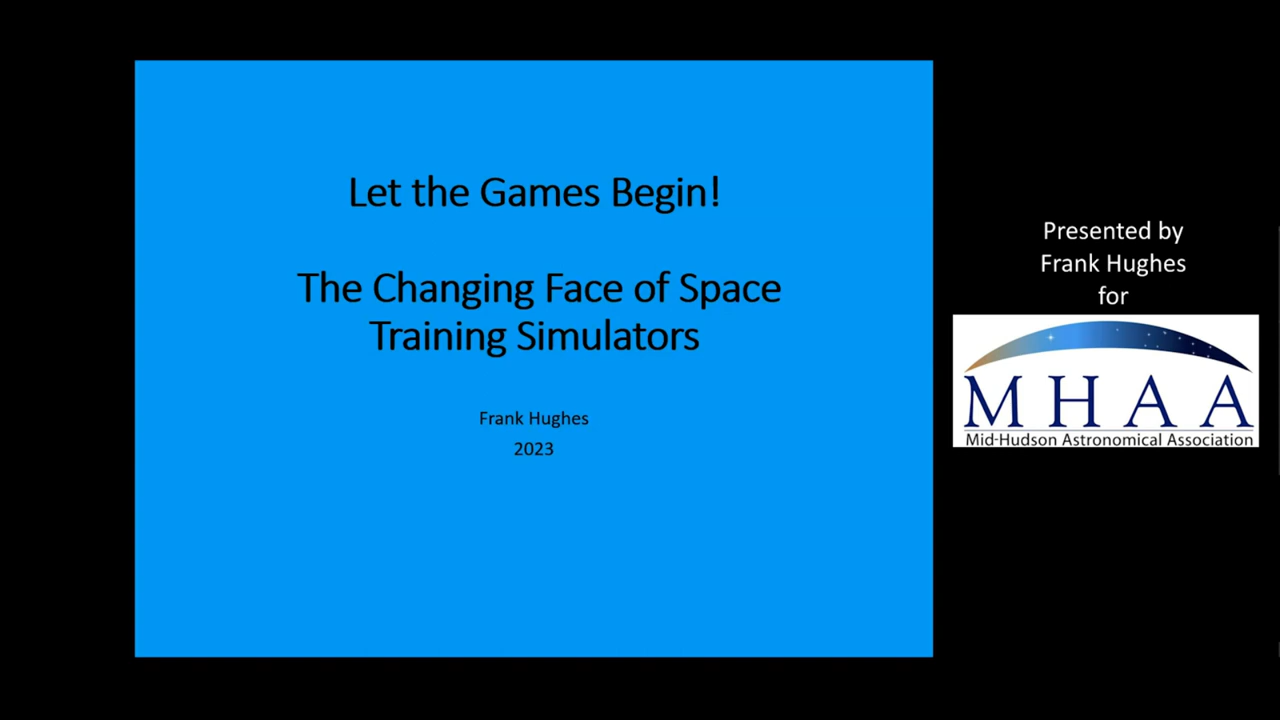 Let the Games Begin!
The Changing Face of Space
Training Simulators
Frank Hughes
2023
Presented by
Frank Hughes
for
MHAA
Mid-Hudson Astronomical Association